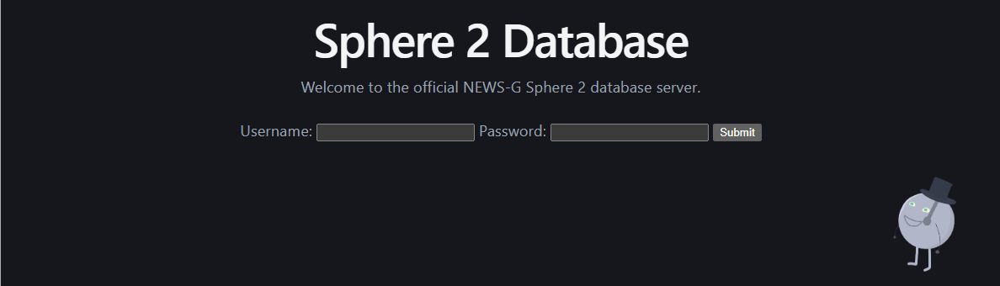 Sphere 2 Database
Welcome to the official NEWS-G Sphere 2 database server.
Username: Password: Submit